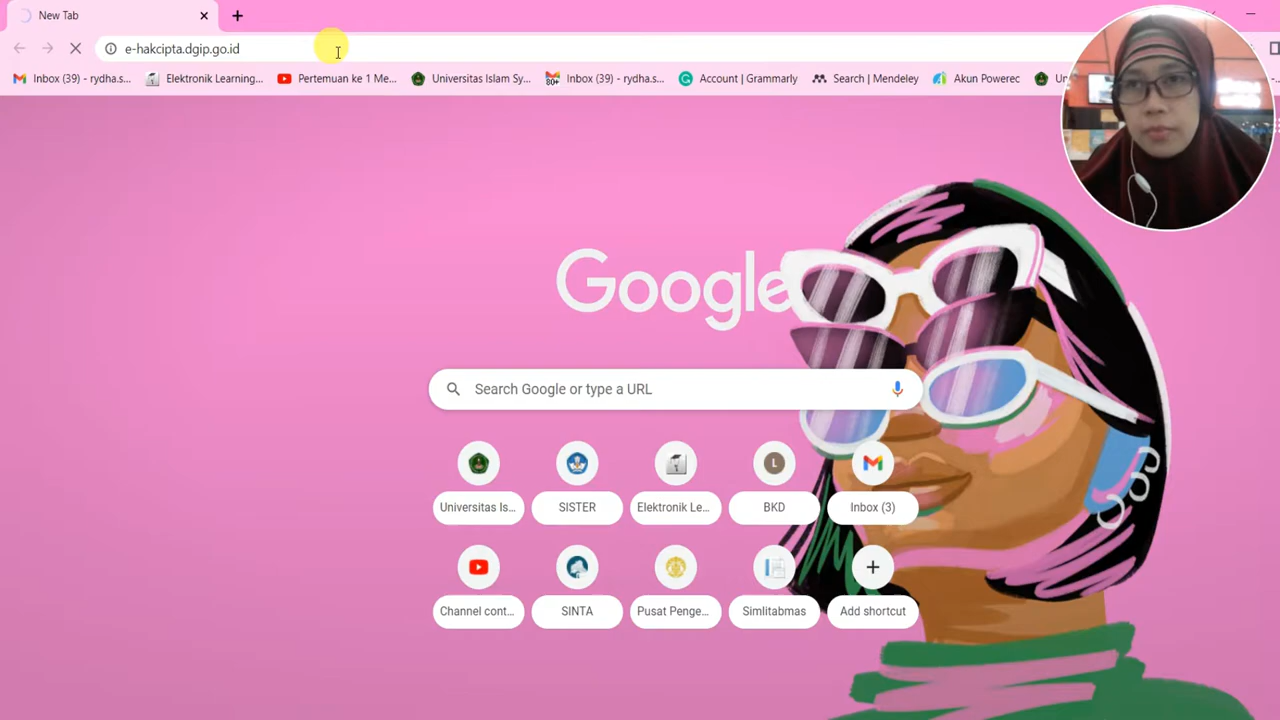 New Tab
e-hakcipta.dgip.go.id
Inbox (39) - rydha.s... Elektronik Learning... Pertemuan ke 1 Me... Universitas Islam Sy... 80+ Inbox (39) - rydha.s... Account | Grammarly Search | Mendeley Akun Powerec
Google
Search Google or type a URL
L
Universitas Is... SISTER Elektronik Le... BKD Inbox (3)
Channel cont... SINTA Pusat Penge... Simlitabmas Add shortcut